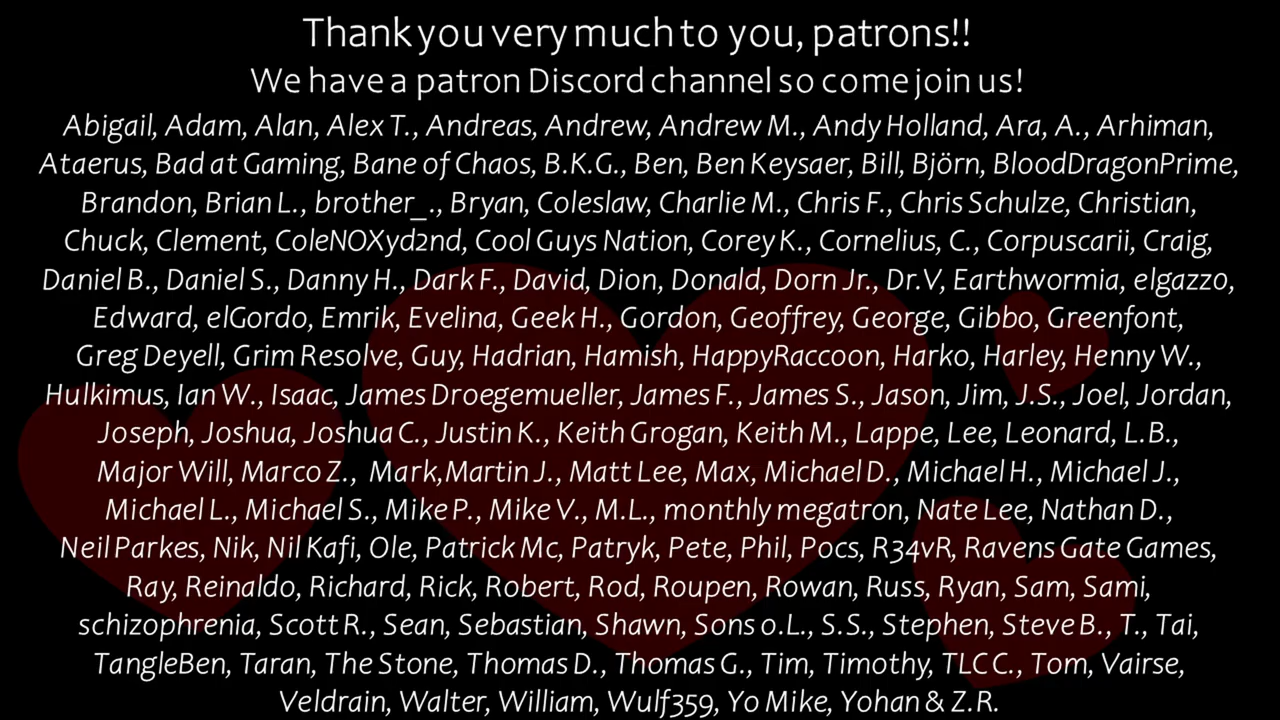 Thank you very much to you, patrons!!
We have a patron Discord channel so come join us!
Abigail, Adam, Alan, Alex T., Andreas, Andrew, Andrew M., Andy Holland, Ara, A., Arhiman,
Ataerus, Bad at Gaming, Bane of Chaos, B.K.G., Ben, Ben Keysaer, Bill, Björn, BloodDragonPrime,
Brandon, Brian L., brother_., Bryan, Coleslaw, Charlie M., Chris F., Chris Schulze, Christian,
Chuck, Clement, ColeNOXyd2nd, Cool Guys Nation, Corey K., Cornelius, C., Corpuscarii, Craig,
Daniel B., Daniel S., Danny H., Dark F., David, Dion, Donald, Dorn Jr., Dr.V, Earthwormia, elgazzo,
Edward, elGordo, Emrik, Evelina, Geek H., Gordon, Geoffrey, George, Gibbo, Greenfont,
Greg Deyell, Grim Resolve, Guy, Hadrian, Hamish, HappyRaccoon, Harko, Harley, Henny W.,
Hulkimus, Ian W., Isaac, James Droegemueller, James F., James S., Jason, Jim, J.S., Joel, Jordan,
Joseph, Joshua, Joshua C., Justin K., Keith Grogan, Keith M., Lappe, Lee, Leonard, L.B.,
Major Will, Marco Z., Mark,Martin J., Matt Lee, Max, Michael D., Michael H., Michael J.,
Michael L., Michael S., Mike P., Mike V., M.L., monthly megatron, Nate Lee, Nathan D.,
Neil Parkes, Nik, Nil Kafi, Ole, Patrick Mc, Patryk, Pete, Phil, Pocs, R34vR, Ravens Gate Games,
Ray, Reinaldo, Richard, Rick, Robert, Rod, Roupen, Rowan, Russ, Ryan, Sam, Sami,
schizophrenia, Scott R., Sean, Sebastian, Shawn, Sons o.L., S.S., Stephen, Steve B., T., Tai,
TangleBen, Taran, The Stone, Thomas D., Thomas G., Tim, Timothy, TLC C., Tom, Vairse,
Veldrain, Walter, William, Wulf359, Yo Mike, Yohan & Z.R.